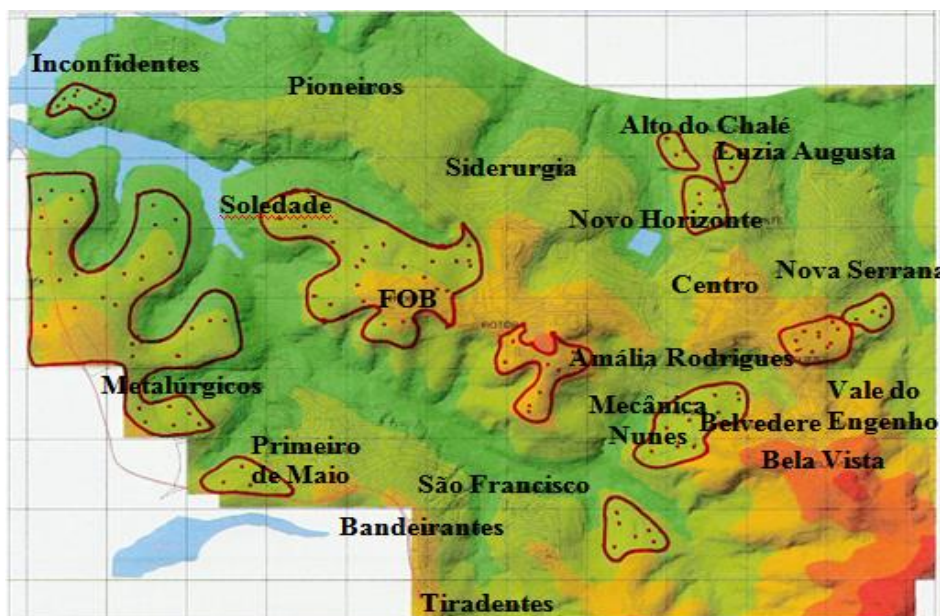 Inconfidentes
Pioneiros
Alto do Chalé
Luzia Augusta
Siderurgia
Soledade
Novo Horizonte
Nova Serrana
Centro
FOB
Amália Rodrigues
Metalúrgicos
Mecânica
Nunes
Belvedere
Vale do
Engenho
Primeiro
de Maio
Bela Vista
São Francisco
Bandeirantes
Tiradentes